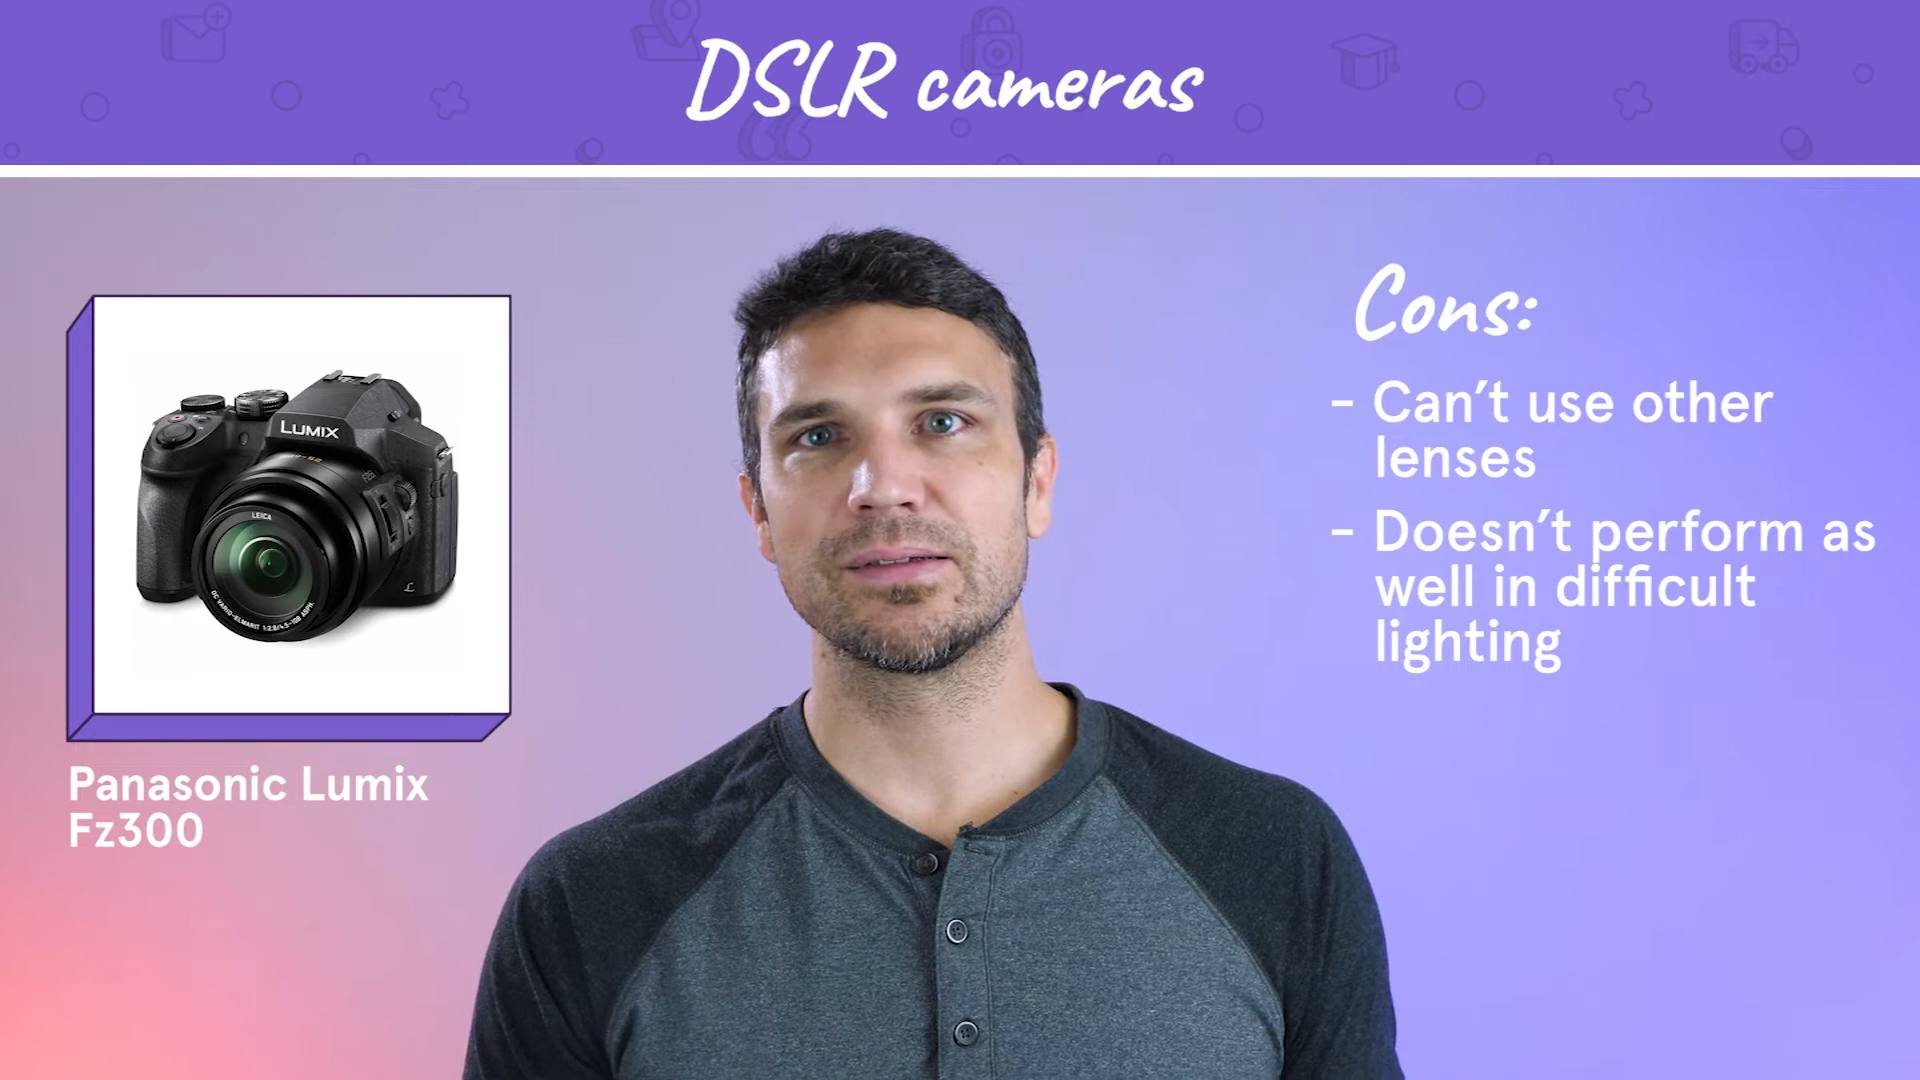 DSLR cameras
LUMIX
LEICA
Panasonic Lumix
Fz300
Cons:
- Can't use other
lenses
- Doesn't perform as
well in difficult
lighting